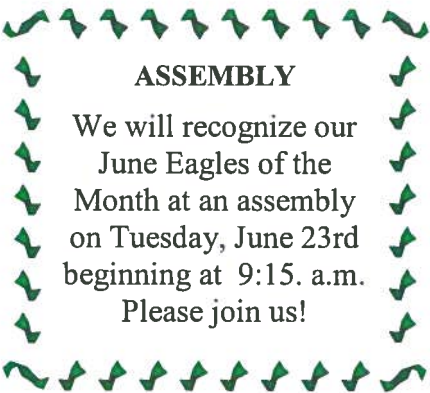 ASSEMBLY
We will recognize our
June Eagles of the
Month at an assembly
on Tuesday, June 23rd
beginning at 9:15. a.m.
Please join us!